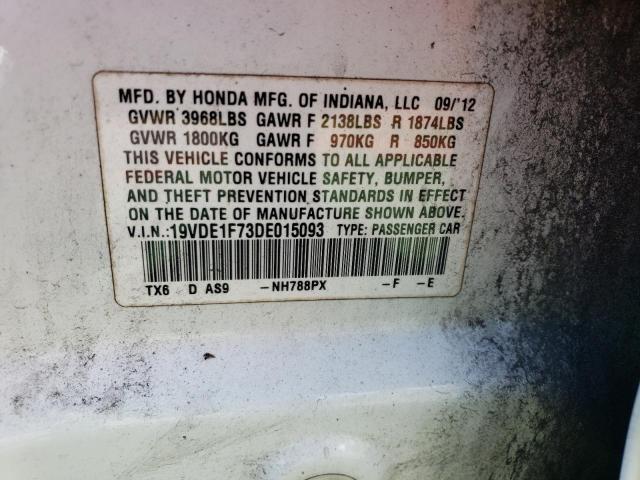 MFD. BY HONDA MFG. OF INDIANA, LLC 09/'12
GVWR 3968LBS GAWR F 2138LBS R 1874LBS
GVWR 1800KG GAWR F 970KG R 850KG
THIS VEHICLE CONFORMS TO ALL APPLICABLE
FEDERAL MOTOR VEHICLE SAFETY, BUMPER,
AND THEFT PREVENTION STANDARDS IN EFFECT
ON THE DATE OF MANUFACTURE SHOWN ABOVE.
V.I.N.:19VDE1F73DE015093 TYPE: PASSENGER CAR
TX6 D AS9 -NH788PX -F -E